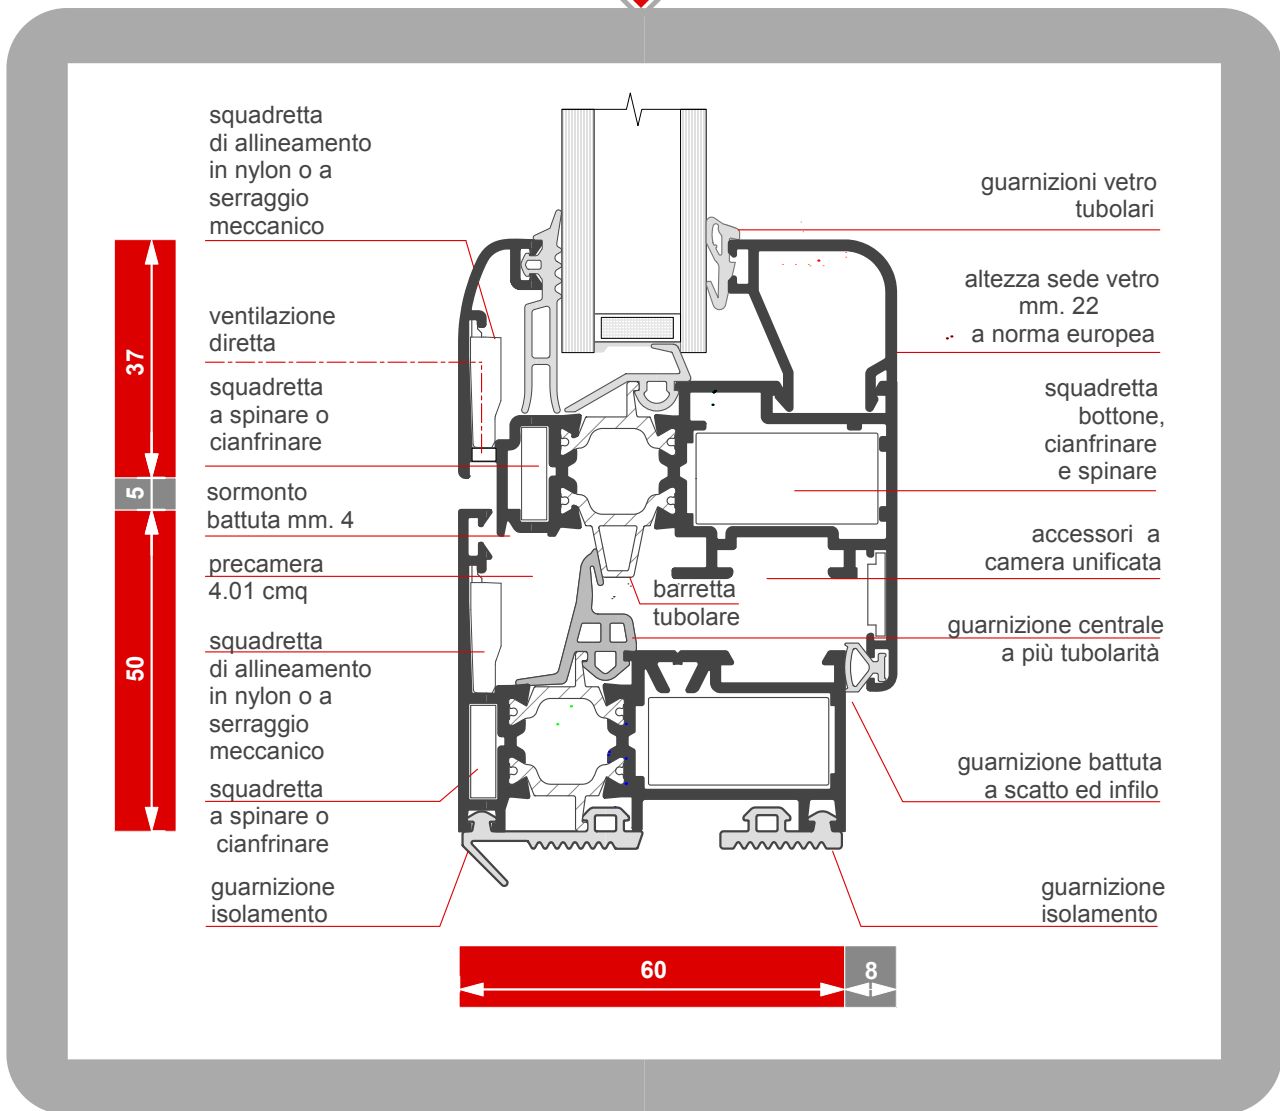 squadretta
di allineamento
in nylon o a
serraggio
meccanico
ventilazione
diretta
squadretta
a spinare o
cianfrinare
sormonto
battuta mm. 4
precamera
4.01 cmq
squadretta
di allineamento
in nylon o a
serraggio
meccanico
squadretta
a spinare o
cianfrinare
guarnizione
isolamento
37
5
50
barretta
tubolare
guarnizioni vetro
tubolari
altezza sede vetro
mm. 22
a norma europea
squadretta
bottone,
cianfrinare
e spinare
accessori a
camera unificata
guarnizione centrale
a più tubolarità
guarnizione battuta
a scatto ed infilo
guarnizione
isolamento
60
8